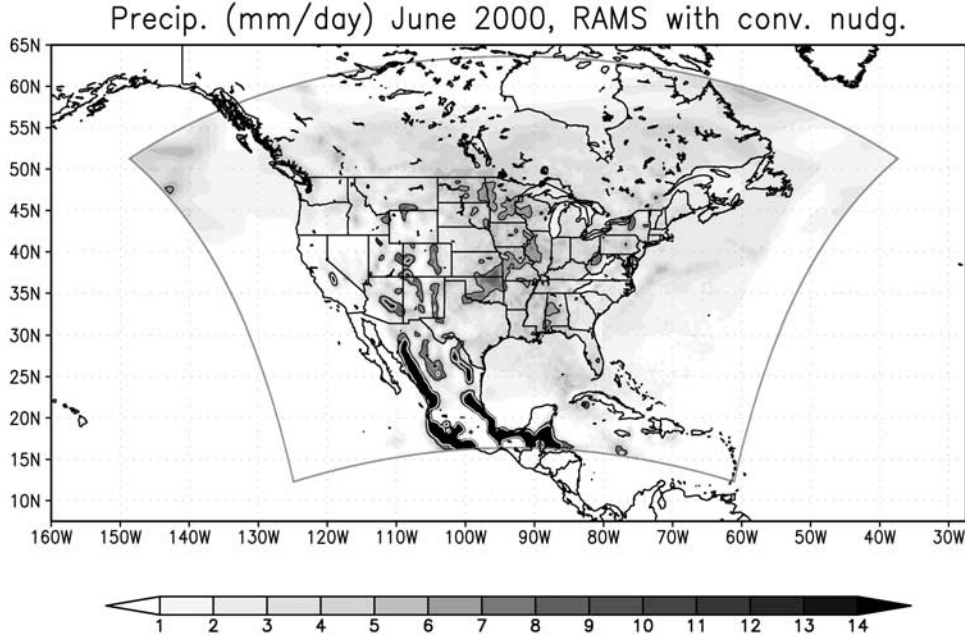 Precip. (mm/day) June 2000, RAMS with conv. nudg.
65N
60N
55N
50N
45N
40N
35N
30N
25N
20N
15N
10N
160W 150W 140W 130W 120W 110W 100W 90W 80W 70W 60W 50W 40W 30W
1 2 3 4 5 6 7 8 9 10 11 12 13 14